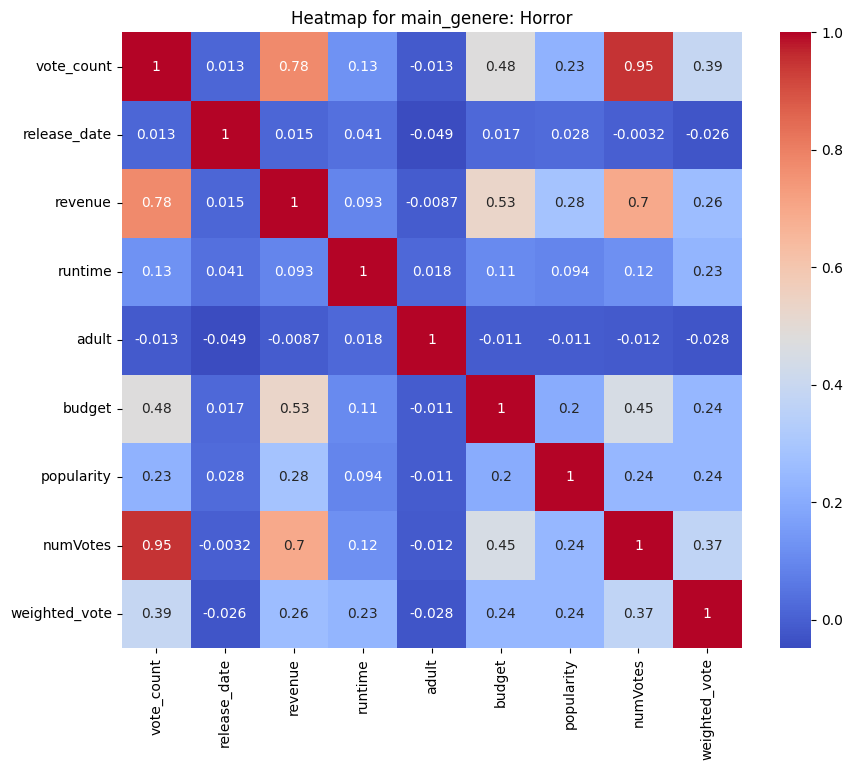 Heatmap for main_genere: Horror
vote_count 1 0.013 0.78 0.13 -0.013 0.48 0.23 0.95 0.39
release_date 0.013 1 0.015 0.041 -0.049 0.017 0.028 -0.0032 -0.026
revenue 0.78 0.015 1 0.093 -0.0087 0.53 0.28 0.7 0.26
runtime 0.13 0.041 0.093 1 0.018 0.11 0.094 0.12 0.23
adult -0.013 -0.049 -0.0087 0.018 1 -0.011 -0.011 -0.012 -0.028
budget 0.48 0.017 0.53 0.11 -0.011 1 0.2 0.45 0.24
popularity 0.23 0.028 0.28 0.094 -0.011 0.2 1 0.24 0.24
numVotes 0.95 -0.0032 0.7 0.12 -0.012 0.45 0.24 1 0.37
weighted_vote 0.39 -0.026 0.26 0.23 -0.028 0.24 0.24 0.37 1
vote_count release_date revenue runtime adult budget popularity numVotes weighted_vote
1.0
0.8
0.6
0.4
0.2
0.0